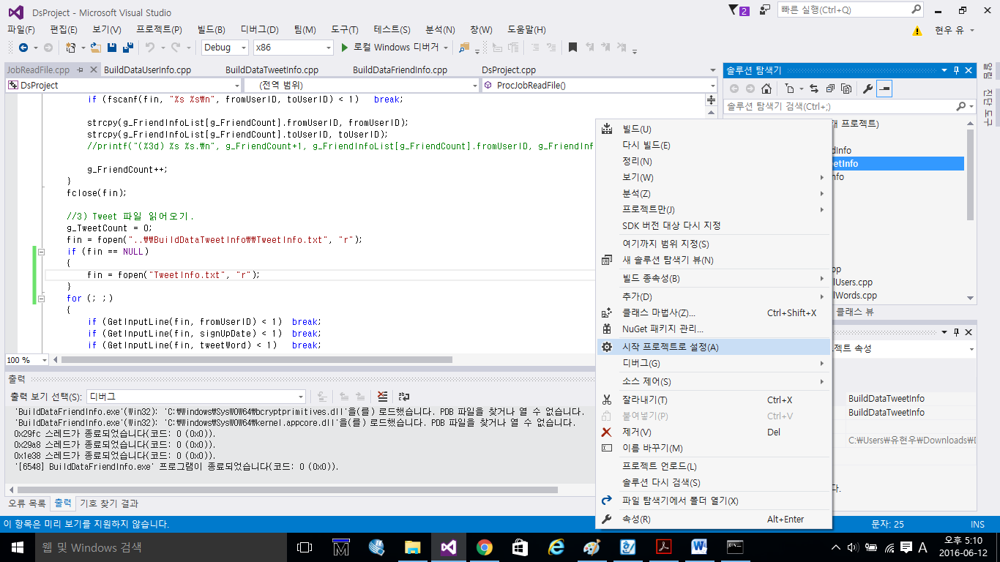 DsProject - Microsoft Visual Studio
2
빠른 실행(Ctrl+Q)
파일(F) 편집(E) 보기(V) 프로젝트(P) 빌드(B) 디버그(D) 팀(M) 도구(T) 테스트(S) 분석(N) 창(W) 도움말(H)
현우 유
Debug x86 로컬 Windows 디버거
JobReadFile.cpp BuildDataUserInfo.cpp BuildDataTweetInfo.cpp BuildDataFriendInfo.cpp DsProject.cpp
DsProject (전역 범위) ProcJobReadFile()
if (fscanf(fin, "%s %s₩n", fromUserID, toUserID) < 1) break;
strcpy(g_FriendInfoList[g_FriendCount].fromUserID, fromUserID);
strcpy(g_FriendInfoList[g_FriendCount].toUserID, toUserID);
//printf("(%3d) %s %s.₩n", g_FriendCount+1, g_FriendInfoList[g_FriendCount].fromUserID, g_FriendInf
g_FriendCount++;
}
fclose(fin);
//3) Tweet 파일 읽어오기.
g_TweetCount = 0;
fin = fopen("..₩₩BuildDataTweetInfo₩₩TweetInfo.txt", "r");
if (fin == NULL)
{
fin = fopen("TweetInfo.txt", "r");
}
for (; ;)
{
if (GetInputLine(fin, fromUserID) < 1) break;
if (GetInputLine(fin, signUpDate) < 1) break;
if (GetInputLine(fin, tweetWord) < 1) break;
100 %
출력
출력 보기 선택(S): 디버그
'BuildDataFriendInfo.exe'(Win32): 'C:₩Windows₩SysWOW64₩bcryptprimitives.dll'을(를) 로드했습니다. PDB 파일을 찾거나 열 수 없습니다.
'BuildDataFriendInfo.exe'(Win32): 'C:₩Windows₩SysWOW64₩kernel.appcore.dll'을(를) 로드했습니다. PDB 파일을 찾거나 열 수 없습니다.
0x29fc 스레드가 종료되었습니다(코드: 0 (0x0)).
0x29a8 스레드가 종료되었습니다(코드: 0 (0x0)).
0x1e38 스레드가 종료되었습니다(코드: 0 (0x0)).
'[6548] BuildDataFriendInfo.exe' 프로그램이 종료되었습니다(코드: 0 (0x0)).
오류 목록 출력 기호 찾기 결과
이 항목은 미리 보기를 지원하지 않습니다.
빌드(U)
다시 빌드(E)
정리(N)
보기(W)
분석(Z)
프로젝트만(J)
SDK 버전 대상 다시 지정
여기까지 범위 지정(S)
새 솔루션 탐색기 뷰(N)
빌드 종속성(B)
추가(D)
클래스 마법사(Z)... Ctrl+Shift+X
NuGet 패키지 관리...
시작 프로젝트로 설정(A)
디버그(G)
소스 제어(S)
잘라내기(T) Ctrl+X
붙여넣기(P) Ctrl+V
제거(V) Del
이름 바꾸기(M)
프로젝트 언로드(L)
솔루션 다시 검색(S)
파일 탐색기에서 폴더 열기(X)
속성(R) Alt+Enter
솔루션 탐색기
솔루션 탐색기 검색(Ctrl+;)
개 프로젝트)
dInfo
eetInfo
nfo
pp
lUsers.cpp
lWords.cpp
클래스 뷰
젝트 속성
BuildDataTweetInfo
BuildDataTweetInfo
C:₩Users₩유현우₩Downloads₩D
다.
알림
진단 도구
문자: 25 INS
웹 및 Windows 검색
A
오후 5:10
2016-06-12